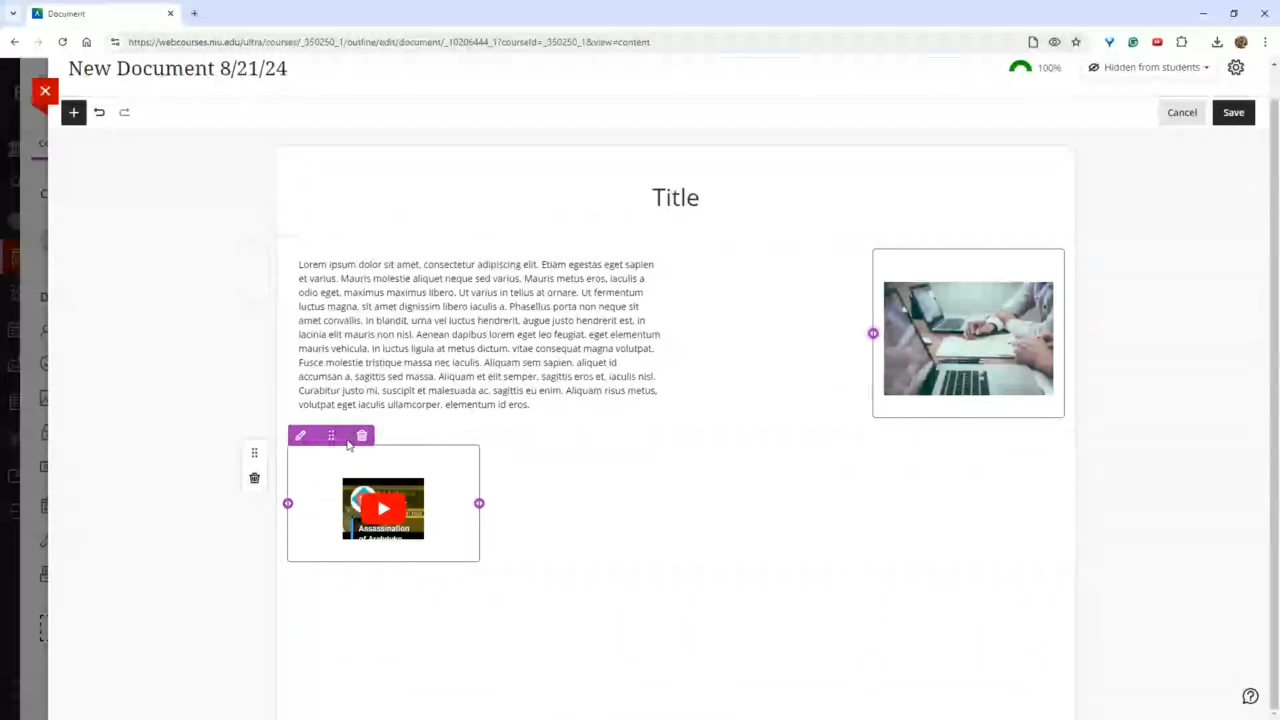 Document
https://webcourses.niu.edu/ultra/courses/_350250_1/outline/edit/document/_10206444_1?courseId=_350250_1&view=content
New Document 8/21/24
100%
Hidden from students
Cancel
Save
Title
Lorem ipsum dolor sit amet, consectetur adipiscing elit. Etiam egestas eget sapien
et varius. Mauris molestie aliquet neque sed varius. Mauris metus eros, iaculis a
odio eget, maximus maximus libero. Ut varius in tellus at ornare. Ut fermentum
luctus magna, sit amet dignissim libero iaculis a. Phasellus porta non neque sit
amet convallis. In blandit, urna vel luctus hendrerit, augue justo hendrerit est, in
lacinia elit mauris non nisl. Aenean dapibus lorem eget leo feugiat, eget elementum
mauris vehicula. In luctus ligula at metus dictum, vitae consequat magna volutpat.
Fusce molestie tristique massa nec iaculis. Aliquam sem sapien, aliquet id
accumsan a, sagittis sed massa. Aliquam et elit semper, sagittis eros et, iaculis nisl.
Curabitur justo mi, suscipit et malesuada ac, sagittis eu enim. Aliquam risus metus,
volutpat eget iaculis ullamcorper, elementum id eros.
Assassination
of Archduke